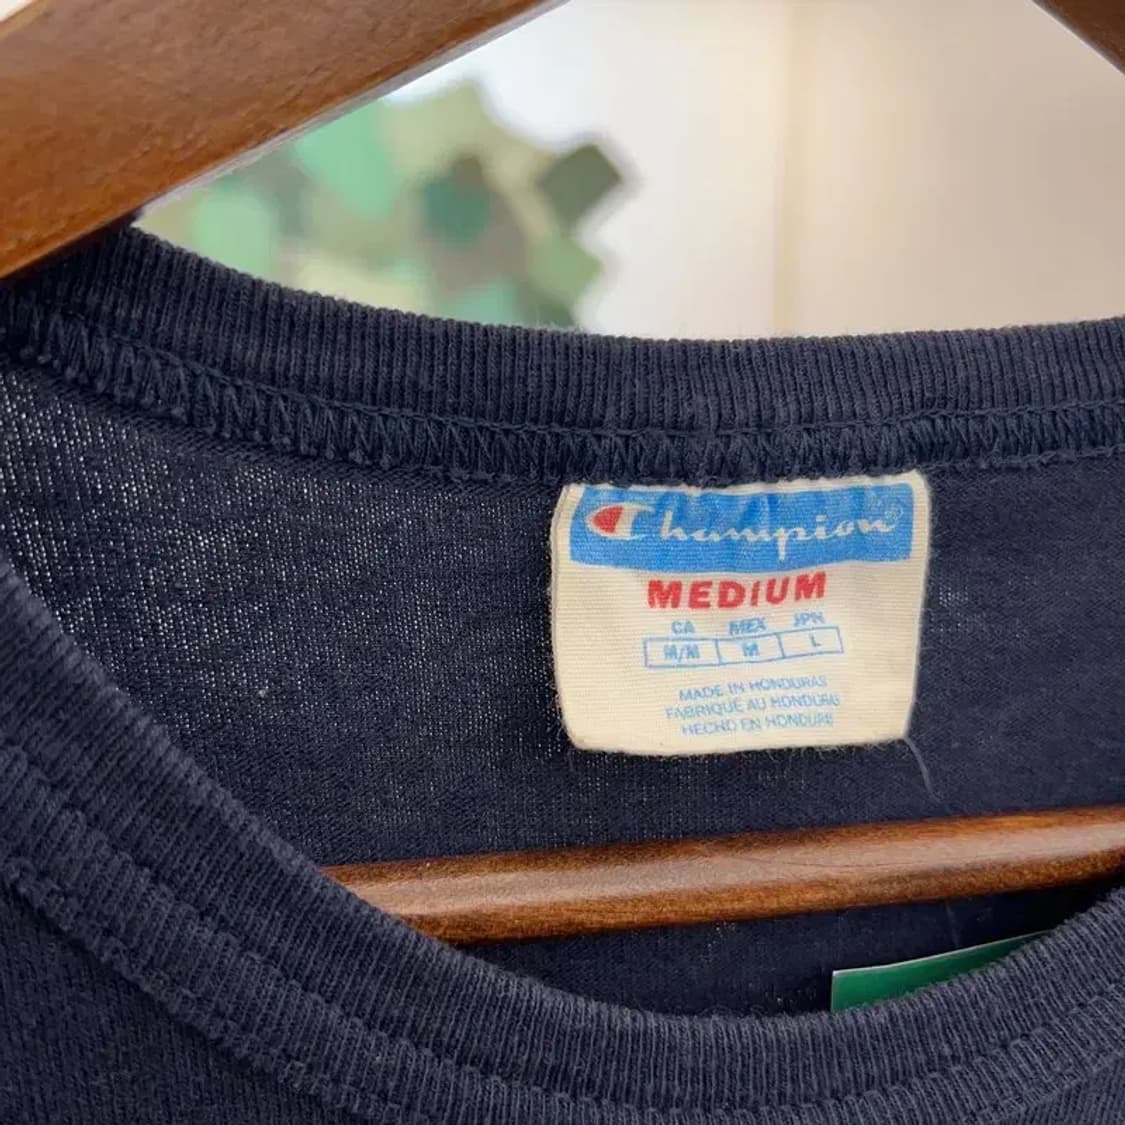 Champion®
MEDIUM
CA MEX JPN
M/M M L
MADE IN HONDURAS
FABRIQUÉ AU HONDURAS
HECHO EN HONDURAS